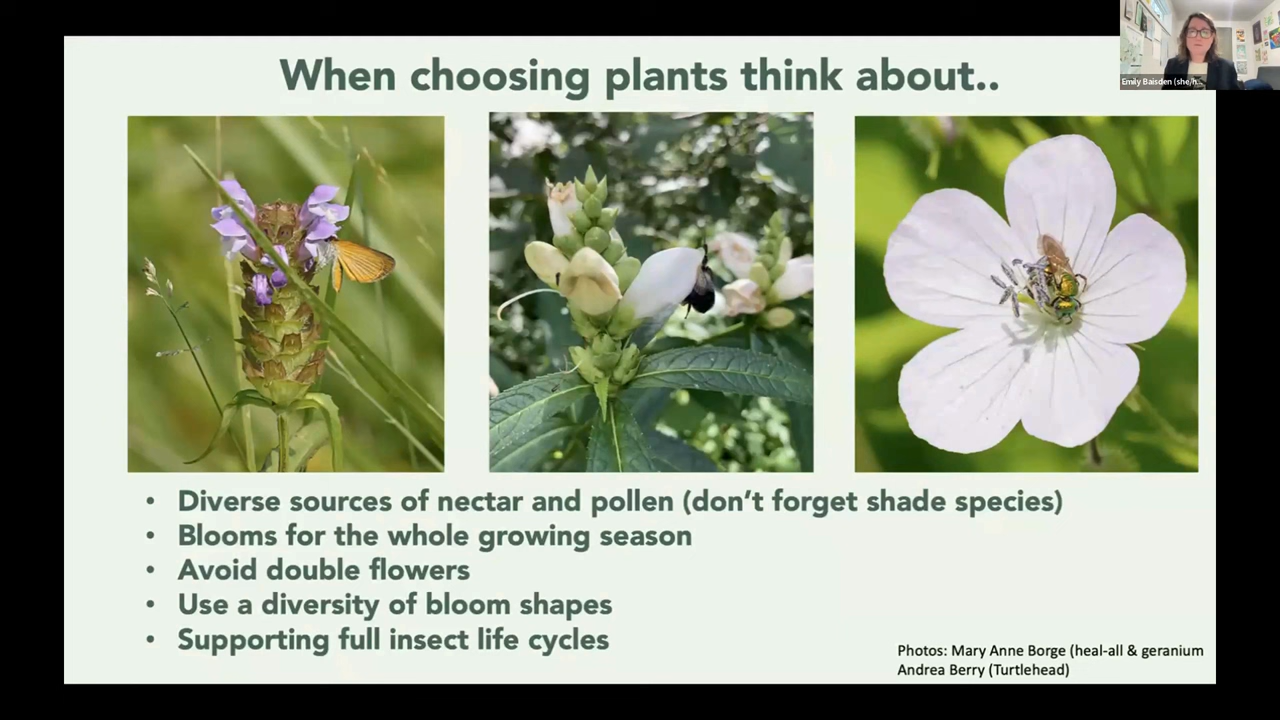 When choosing plants think about..
Emily Baisden (she/h...
• Diverse sources of nectar and pollen (don’t forget shade species)
• Blooms for the whole growing season
• Avoid double flowers
• Use a diversity of bloom shapes
• Supporting full insect life cycles
Photos: Mary Anne Borge (heal-all & geranium
Andrea Berry (Turtlehead)